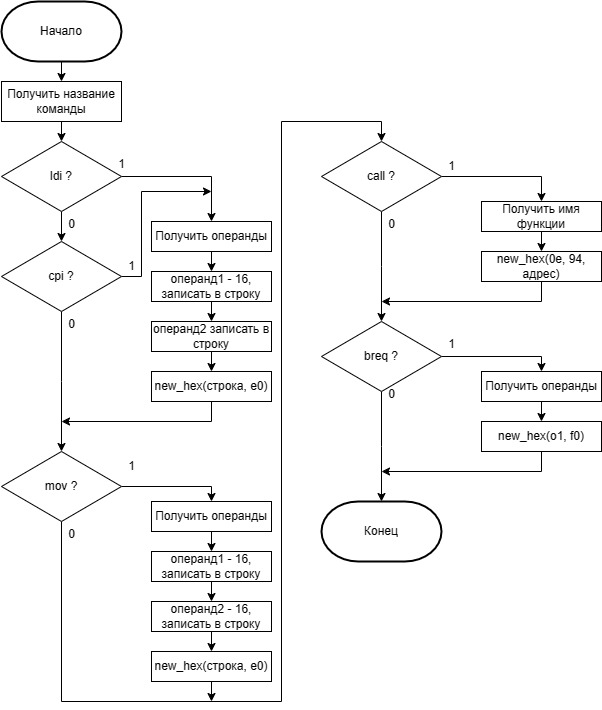 Начало
Получить название
команды
ldi ?
1
0
Получить операнды
cpi ?
1
0
операнд1 - 16,
записать в строку
операнд2 записать в
строку
new_hex(строка, e0)
mov ?
1
0
Получить операнды
операнд1 - 16,
записать в строку
операнд2 - 16,
записать в строку
new_hex(строка, e0)
call ?
1
0
Получить имя
функции
new_hex(0e, 94,
адрес)
breq ?
1
0
Получить операнды
new_hex(o1, f0)
Конец